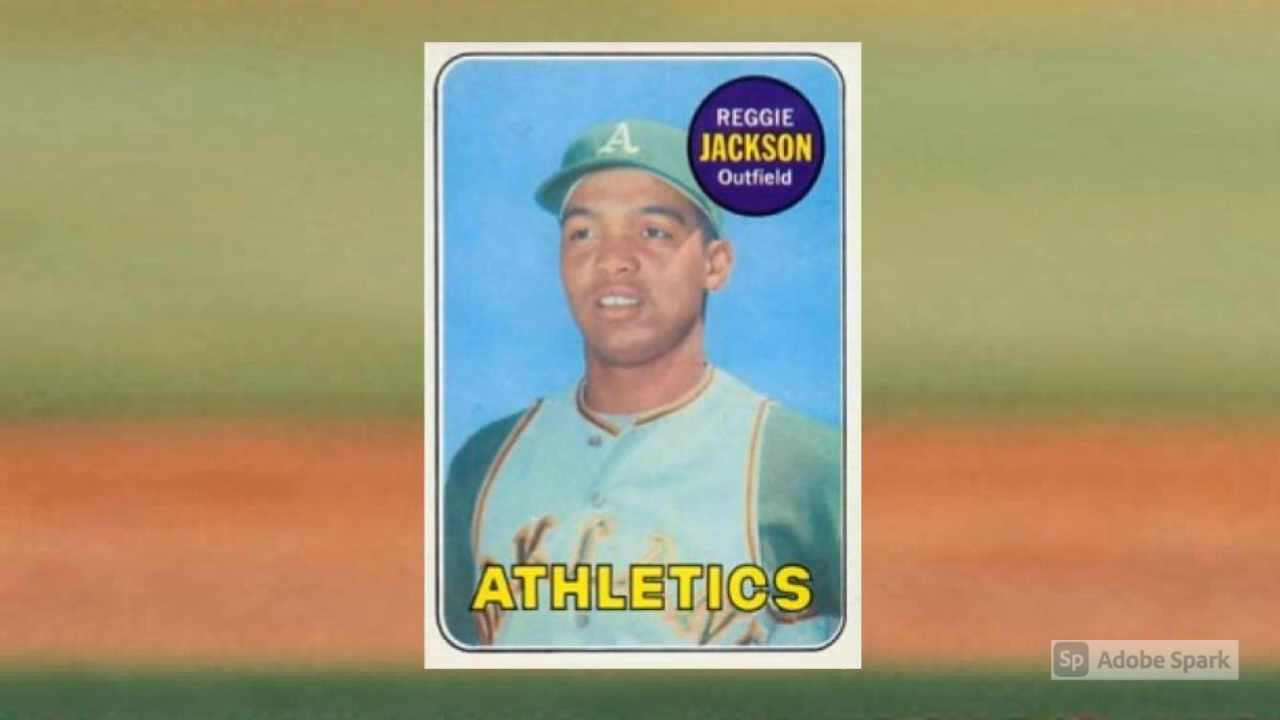 A
REGGIE
JACKSON
Outfield
ATHLETICS
Sp Adobe Spark